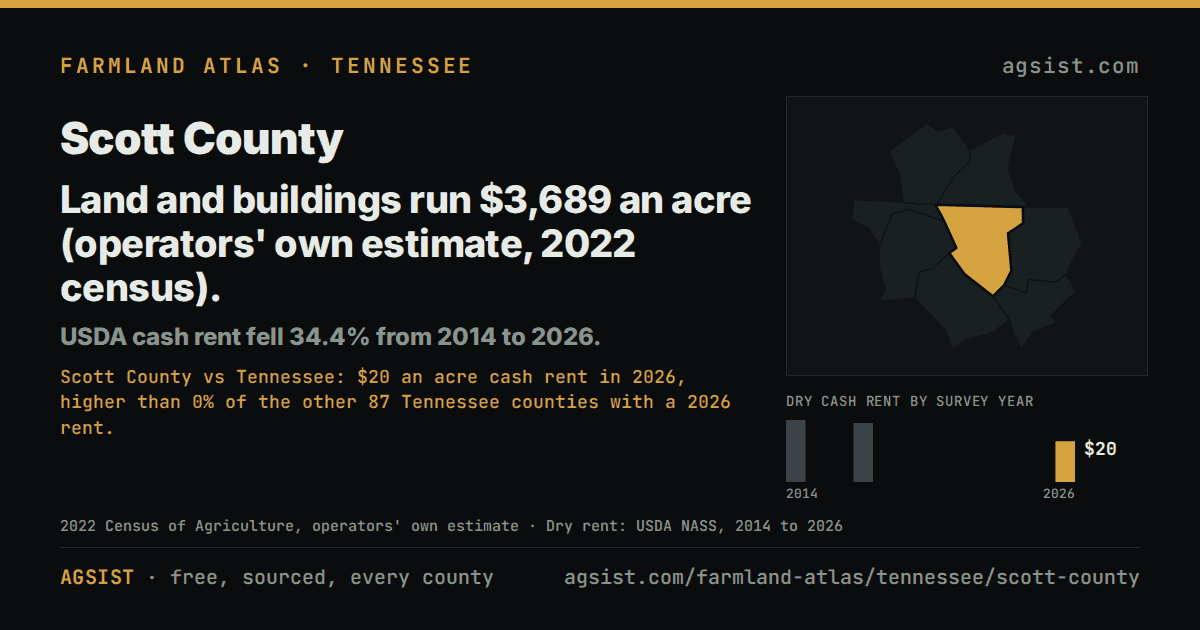 FARMLAND ATLAS · TENNESSEE
agsist.com
Scott County
Land and buildings run $3,689 an acre
(operators' own estimate, 2022
census).
USDA cash rent fell 34.4% from 2014 to 2026.
Scott County vs Tennessee: $20 an acre cash rent in 2026,
higher than 0% of the other 87 Tennessee counties with a 2026
rent.
DRY CASH RENT BY SURVEY YEAR
$20
2014
2026
2022 Census of Agriculture, operators' own estimate · Dry rent: USDA NASS, 2014 to 2026
AGSIST · free, sourced, every county
agsist.com/farmland-atlas/tennessee/scott-county